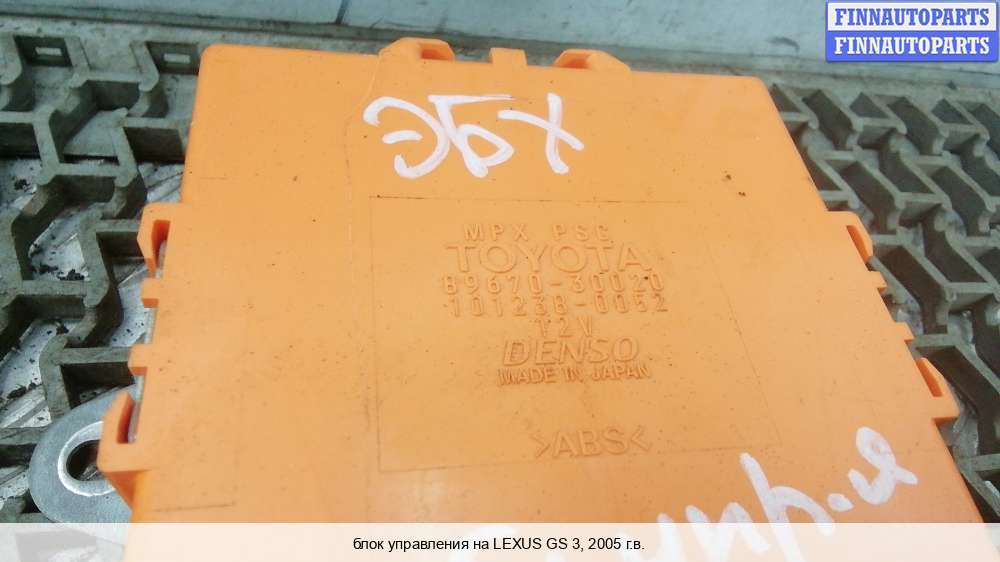 FINNAUTOPARTS
FINNAUTOPARTS
ЭБУ
MPX PSC
TOYOTA
89670-30020
101238-0052
12V
DENSO
MADE IN JAPAN
>ABS<
блок управления на LEXUS GS 3, 2005 г.в.